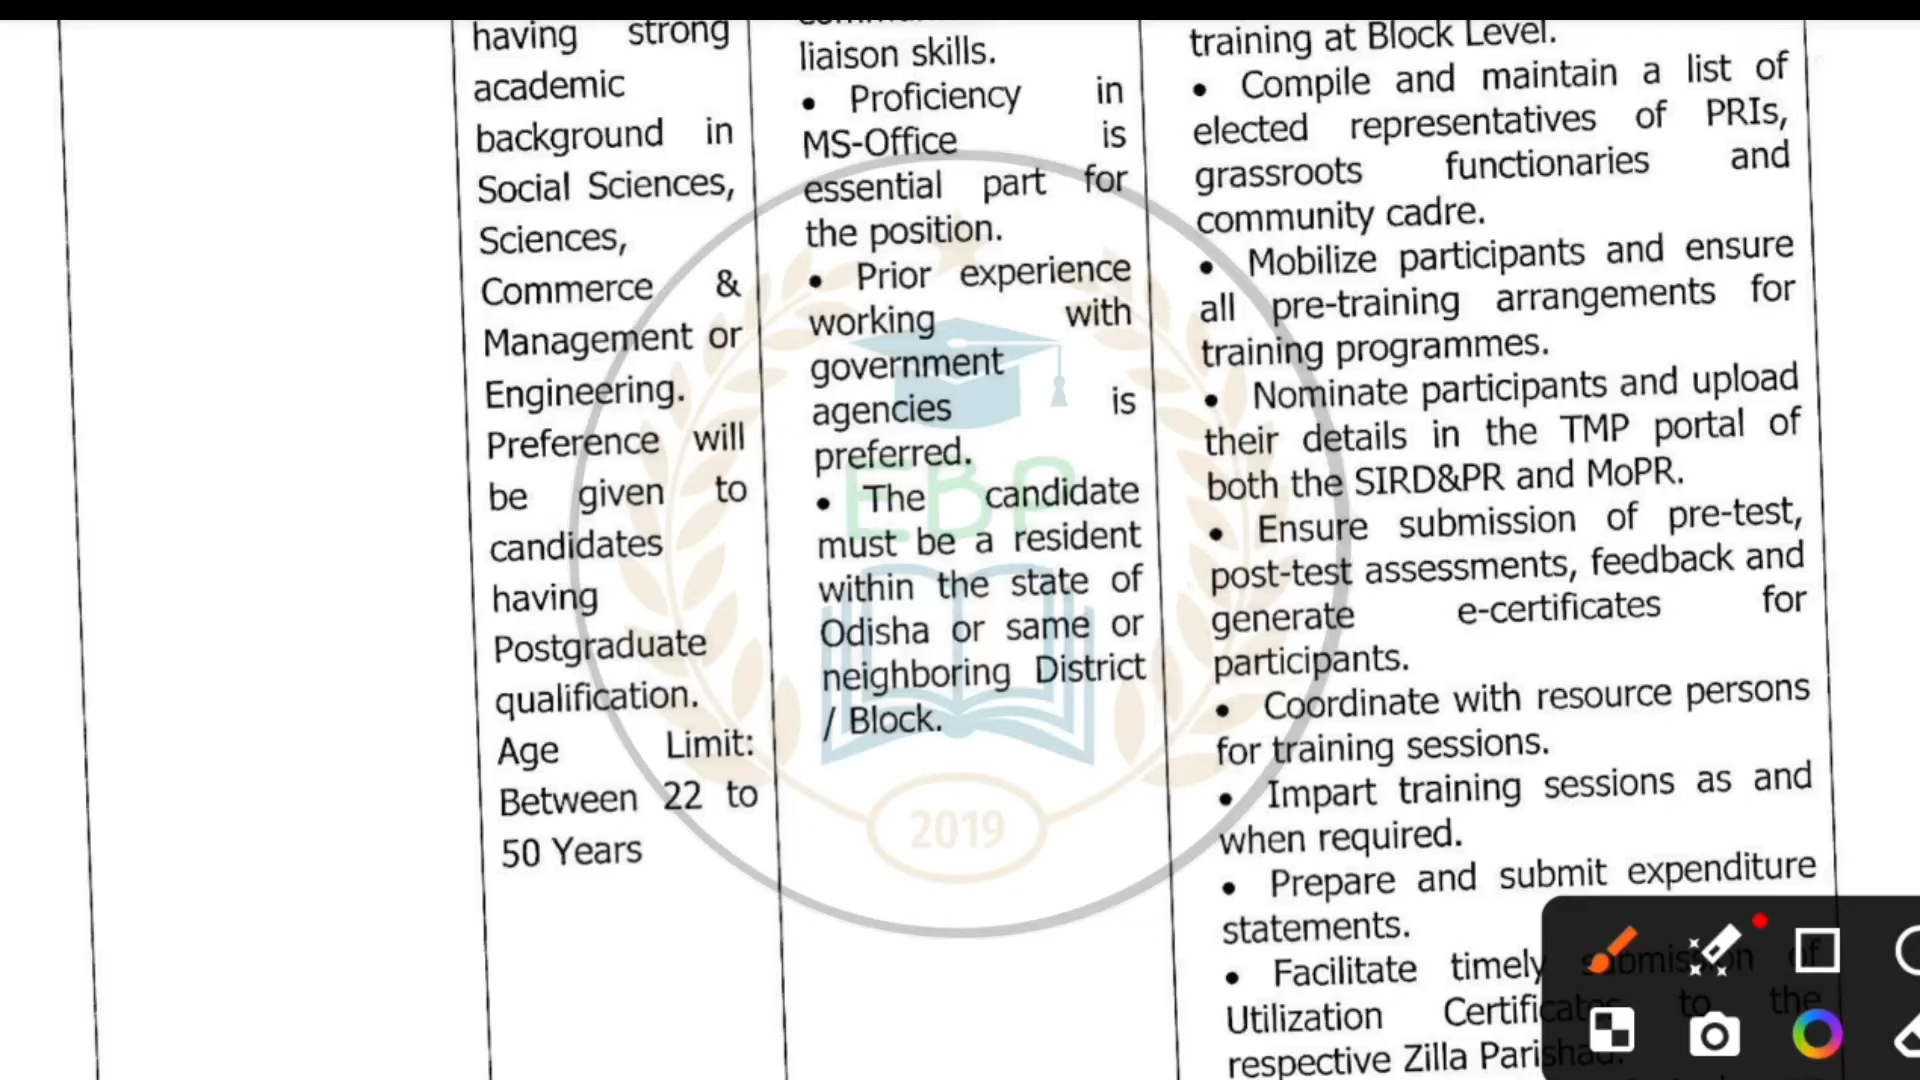 having strong
academic
background in
Social Sciences,
Sciences,
Commerce &
Management or
Engineering.
Preference will
be given to
candidates
having
Postgraduate
qualification.
Age Limit:
Between 22 to
50 Years
liaison skills.
• Proficiency in
MS-Office is
essential part for
the position.
• Prior experience
working with
government
agencies is
preferred.
• The candidate
must be a resident
within the state of
Odisha or same or
neighboring District
/ Block.
training at Block Level.
• Compile and maintain a list of
elected representatives of PRIs,
grassroots functionaries and
community cadre.
• Mobilize participants and ensure
all pre-training arrangements for
training programmes.
• Nominate participants and upload
their details in the TMP portal of
both the SIRD&PR and MoPR.
• Ensure submission of pre-test,
post-test assessments, feedback and
generate e-certificates for
participants.
• Coordinate with resource persons
for training sessions.
• Impart training sessions as and
when required.
• Prepare and submit expenditure
statements.
• Facilitate timely submission of
Utilization Certificates to the
respective Zilla Parishad.
EBP
2019